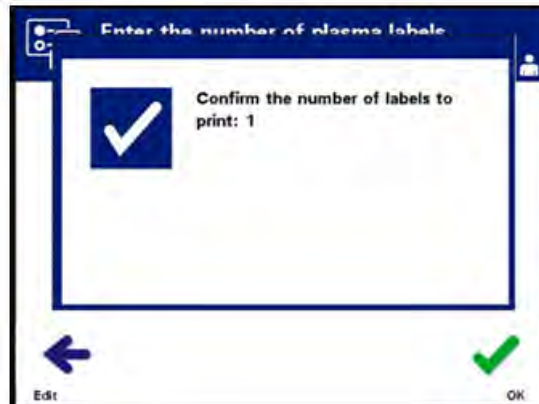 Enter the number of plasma labels
Confirm the number of labels to
print: 1
Edit
OK